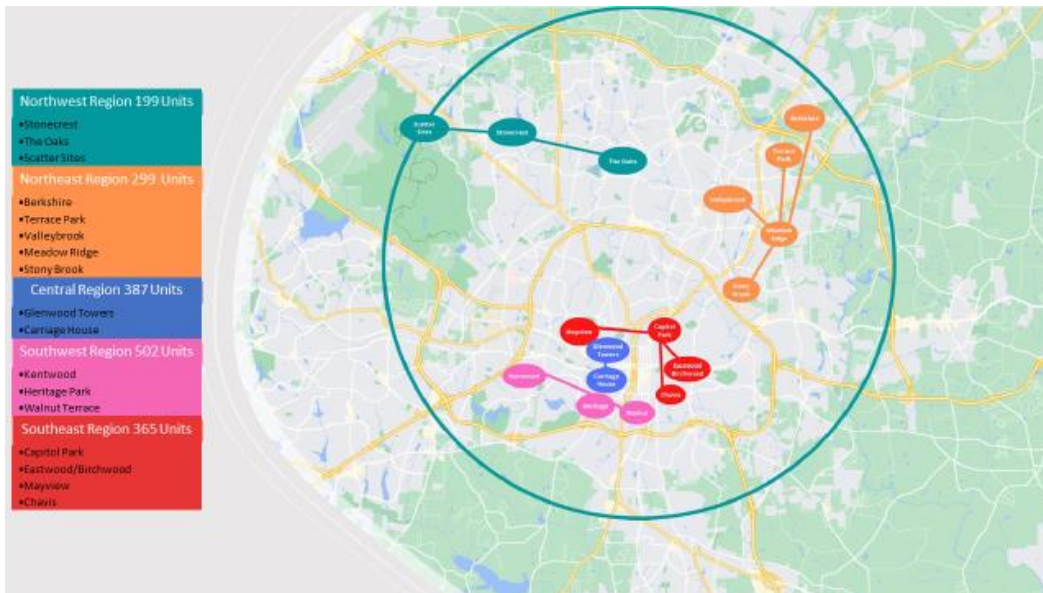 Northwest Region 199 Units
•Stonecrest
•The Oaks
•Scatter Sites
Northeast Region 299 Units
•Berkshire
•Terrace Park
•Valleybrook
•Meadow Ridge
•Stony Brook
Central Region 387 Units
•Glenwood Towers
•Carriage House
Southwest Region 502 Units
•Kentwood
•Heritage Park
•Walnut Terrace
Southeast Region 365 Units
•Capitol Park
•Eastwood/Birchwood
•Mayview
•Chavis
Scatter
Sites
Stonecrest
The Oaks
Berkshire
Terrace
Park
Valleybrook
Meadow
Ridge
Stony
Brook
Mayview
Capitol
Park
Glenwood
Towers
Eastwood
Birchwood
Carriage
House
Kentwood
Chavis
Heritage
Walnut